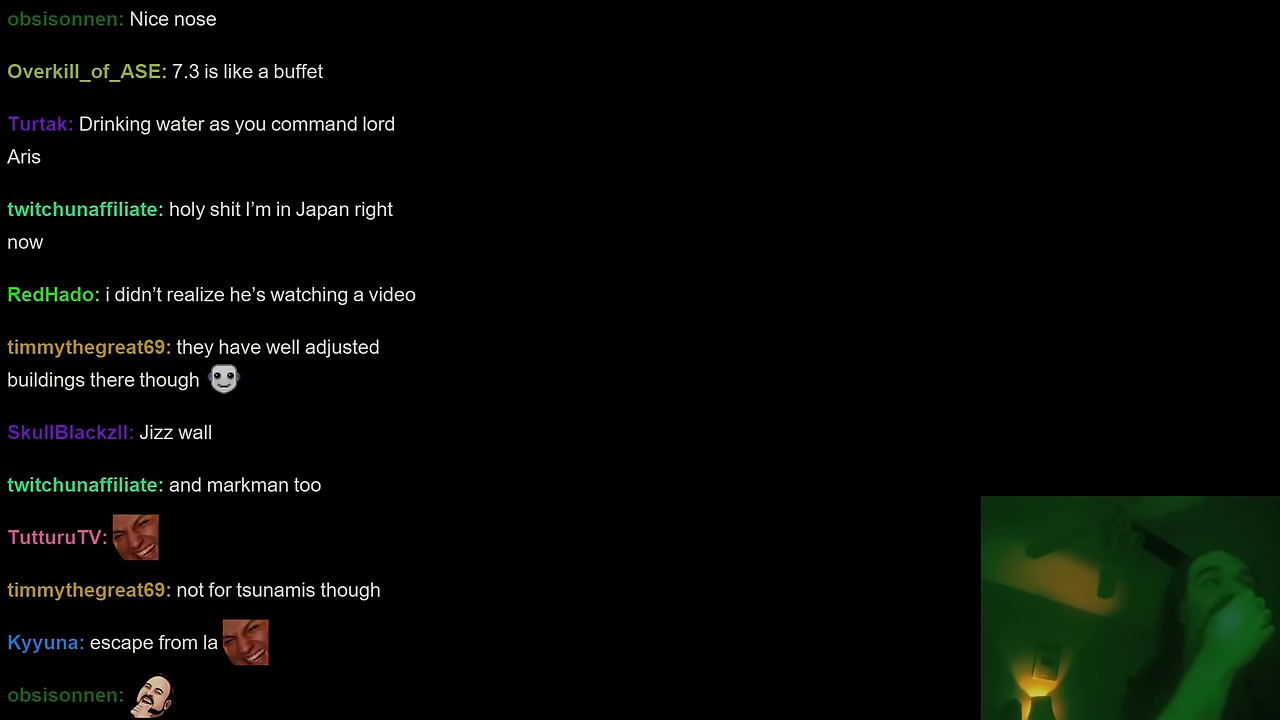 obsisonnen: Nice nose
Overkill_of_ASE: 7.3 is like a buffet
Turtak: Drinking water as you command lord
Aris
twitchunaffiliate: holy shit I’m in Japan right
now
RedHado: i didn’t realize he’s watching a video
timmythegreat69: they have well adjusted
buildings there though
SkullBlackzll: Jizz wall
twitchunaffiliate: and markman too
TutturuTV:
timmythegreat69: not for tsunamis though
Kyyuna: escape from la
obsisonnen: